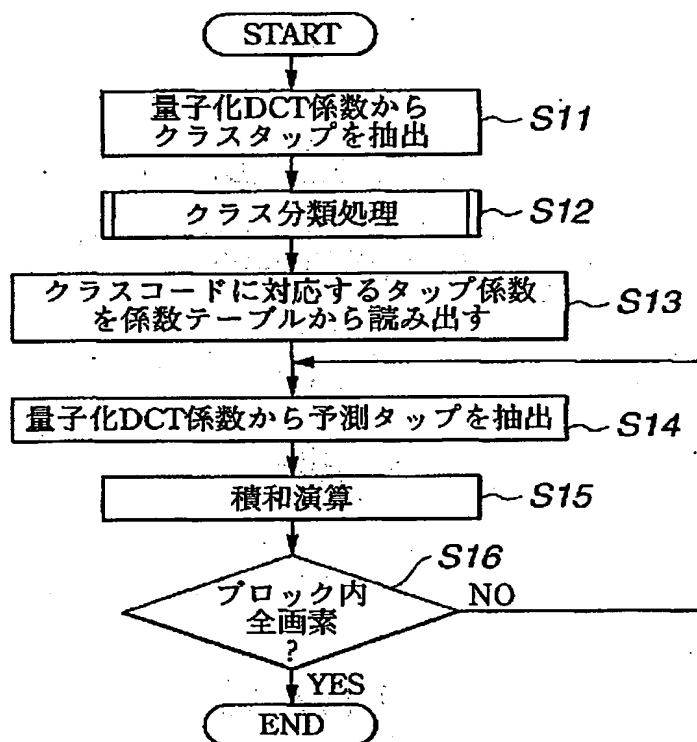 START
量子化DCT係数から
クラスタップを抽出
S11
クラス分類処理
S12
クラスコードに対応するタップ係数
を係数テーブルから読み出す
S13
量子化DCT係数から予測タップを抽出
S14
積和演算
S15
S16
ブロック内
全画素
?
NO
YES
END